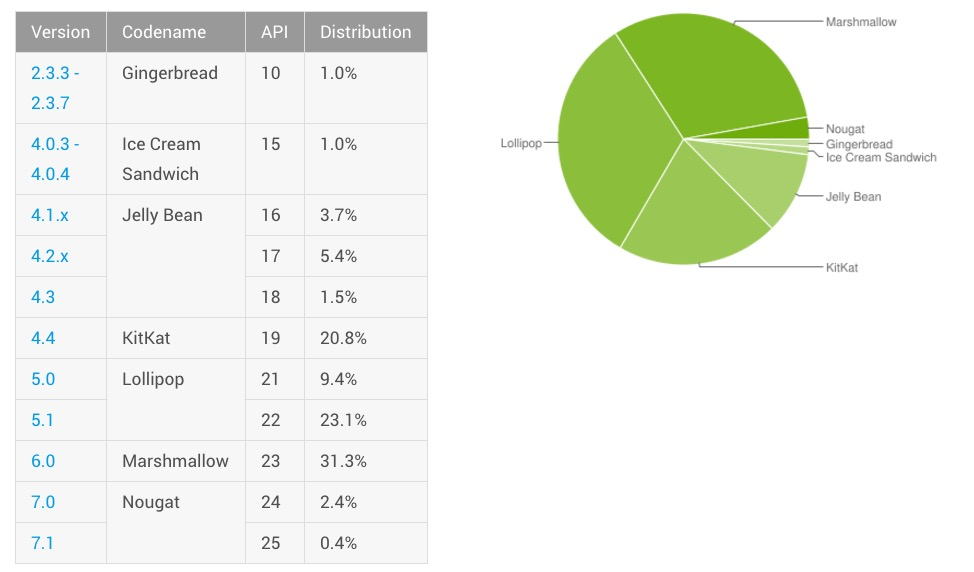 Version Codename API Distribution
2.3.3 - Gingerbread 10 1.0%
2.3.7
4.0.3 - Ice Cream 15 1.0%
4.0.4 Sandwich
4.1.x Jelly Bean 16 3.7%
4.2.x 17 5.4%
4.3 18 1.5%
4.4 KitKat 19 20.8%
5.0 Lollipop 21 9.4%
5.1 22 23.1%
6.0 Marshmallow 23 31.3%
7.0 Nougat 24 2.4%
7.1 25 0.4%
Marshmallow
Nougat
Gingerbread
Ice Cream Sandwich
Jelly Bean
KitKat
Lollipop